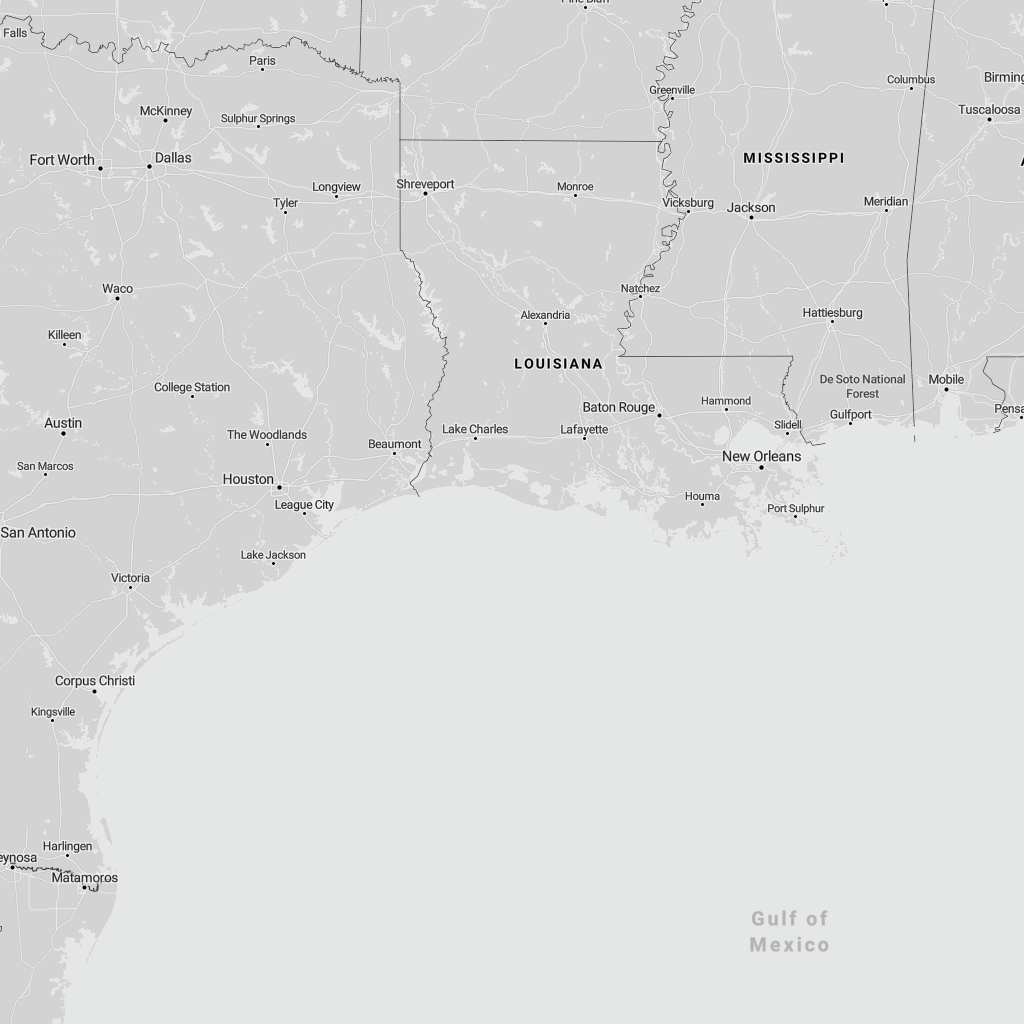 Pine Bluff
Falls
Paris
Columbus
Greenville
McKinney
Sulphur Springs
Tuscaloosa
Fort Worth
Dallas
MISSISSIPPI
Longview
Shreveport
Monroe
Tyler
Vicksburg
Jackson
Meridian
Waco
Natchez
Alexandria
Hattiesburg
Killeen
LOUISIANA
De Soto National
Forest
Mobile
College Station
Hammond
Baton Rouge
Gulfport
Austin
Slidell
The Woodlands
Lake Charles
Lafayette
Beaumont
New Orleans
San Marcos
Houston
Houma
League City
Port Sulphur
San Antonio
Lake Jackson
Victoria
Corpus Christi
Kingsville
Harlingen
eynosa
Matamoros
Gulf of
Mexico